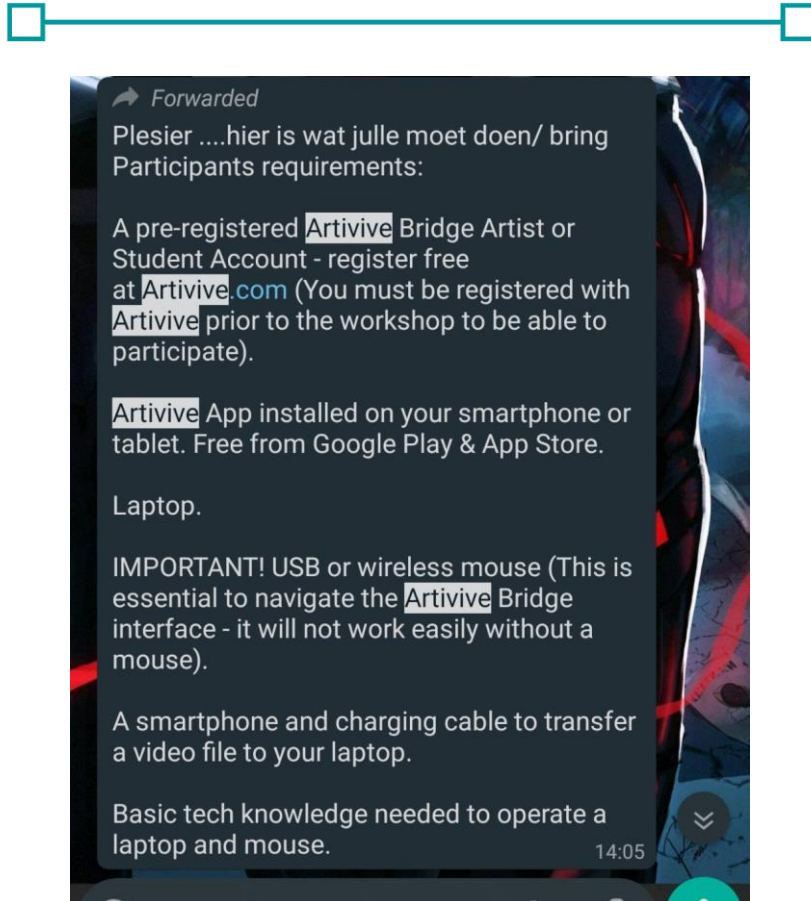 Forwarded
Plesier ....hier is wat julle moet doen/ bring
Participants requirements:
A pre-registered Artivive Bridge Artist or
Student Account - register free
at Artivive.com (You must be registered with
Artivive prior to the workshop to be able to
participate).
Artivive App installed on your smartphone or
tablet. Free from Google Play & App Store.
Laptop.
IMPORTANT! USB or wireless mouse (This is
essential to navigate the Artivive Bridge
interface - it will not work easily without a
mouse).
A smartphone and charging cable to transfer
a video file to your laptop.
Basic tech knowledge needed to operate a
laptop and mouse.
14:05